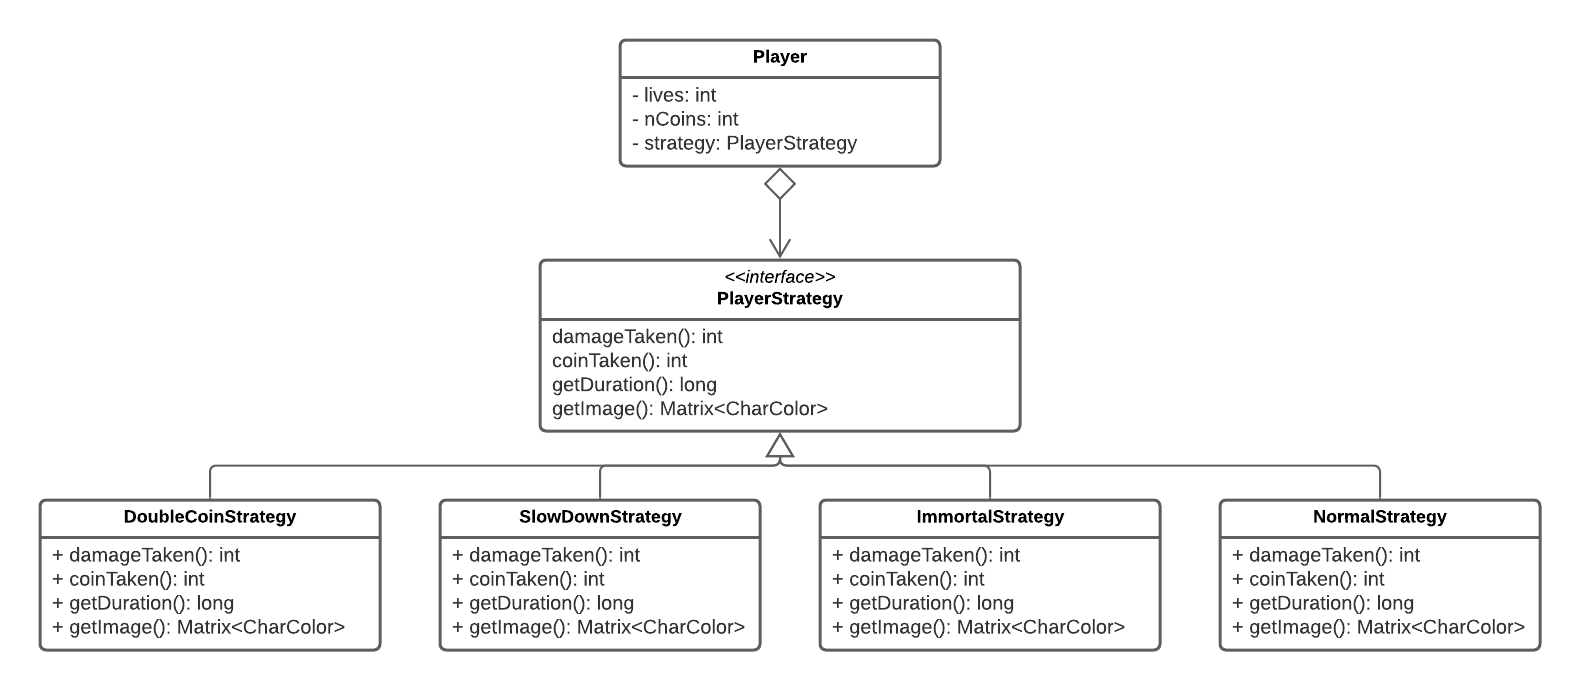 Player
- lives: int
- nCoins: int
- strategy: PlayerStrategy
<<interface>>
PlayerStrategy
damageTaken(): int
coinTaken(): int
getDuration(): long
getImage(): Matrix<CharColor>
DoubleCoinStrategy
+ damageTaken(): int
+ coinTaken(): int
+ getDuration(): long
+ getImage(): Matrix<CharColor>
SlowDownStrategy
+ damageTaken(): int
+ coinTaken(): int
+ getDuration(): long
+ getImage(): Matrix<CharColor>
ImmortalStrategy
+ damageTaken(): int
+ coinTaken(): int
+ getDuration(): long
+ getImage(): Matrix<CharColor>
NormalStrategy
+ damageTaken(): int
+ coinTaken(): int
+ getDuration(): long
+ getImage(): Matrix<CharColor>